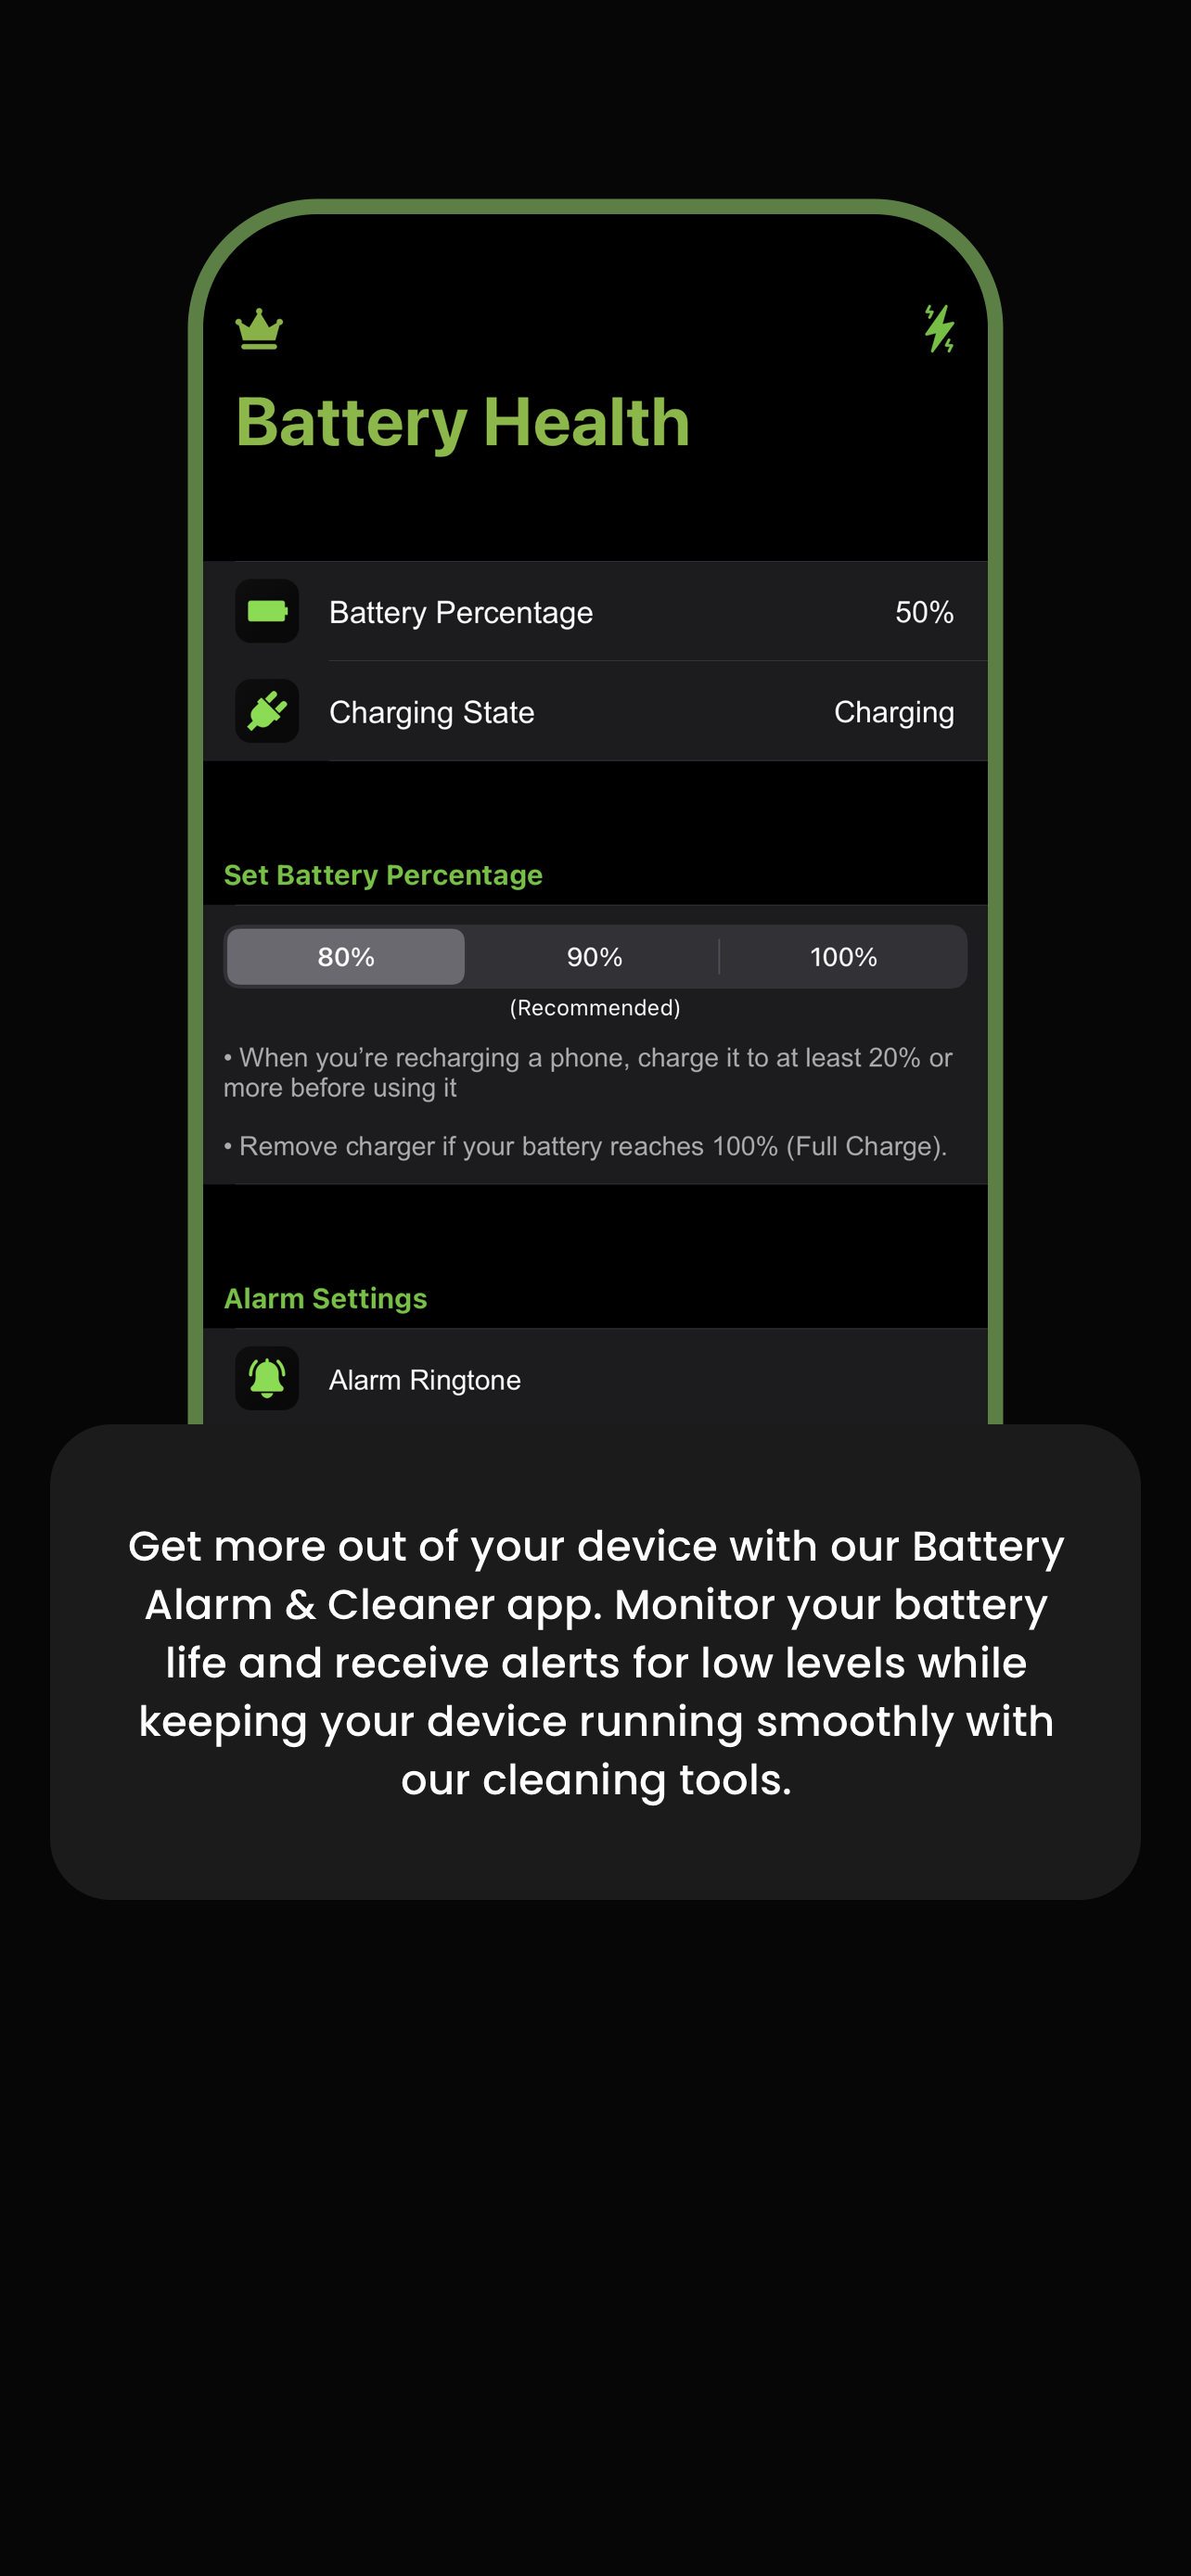 Battery Health
Battery Percentage 50%
Charging State Charging
Set Battery Percentage
80% 90% 100%
(Recommended)
• When you’re recharging a phone, charge it to at least 20% or
more before using it
• Remove charger if your battery reaches 100% (Full Charge).
Alarm Settings
Alarm Ringtone
Get more out of your device with our Battery
Alarm & Cleaner app. Monitor your battery
life and receive alerts for low levels while
keeping your device running smoothly with
our cleaning tools.